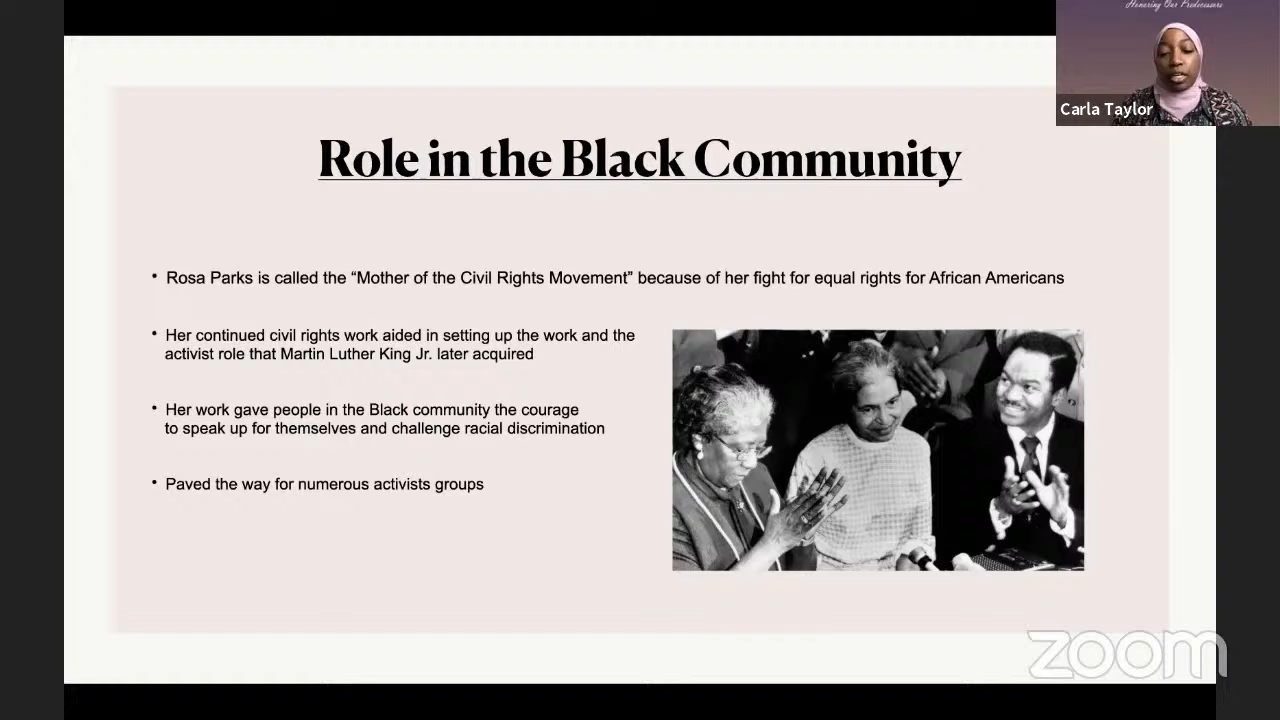 Honoring Our Predecessors
Carla Taylor
Role in the Black Community
• Rosa Parks is called the “Mother of the Civil Rights Movement” because of her fight for equal rights for African Americans
• Her continued civil rights work aided in setting up the work and the
activist role that Martin Luther King Jr. later acquired
• Her work gave people in the Black community the courage
to speak up for themselves and challenge racial discrimination
• Paved the way for numerous activists groups
zoom